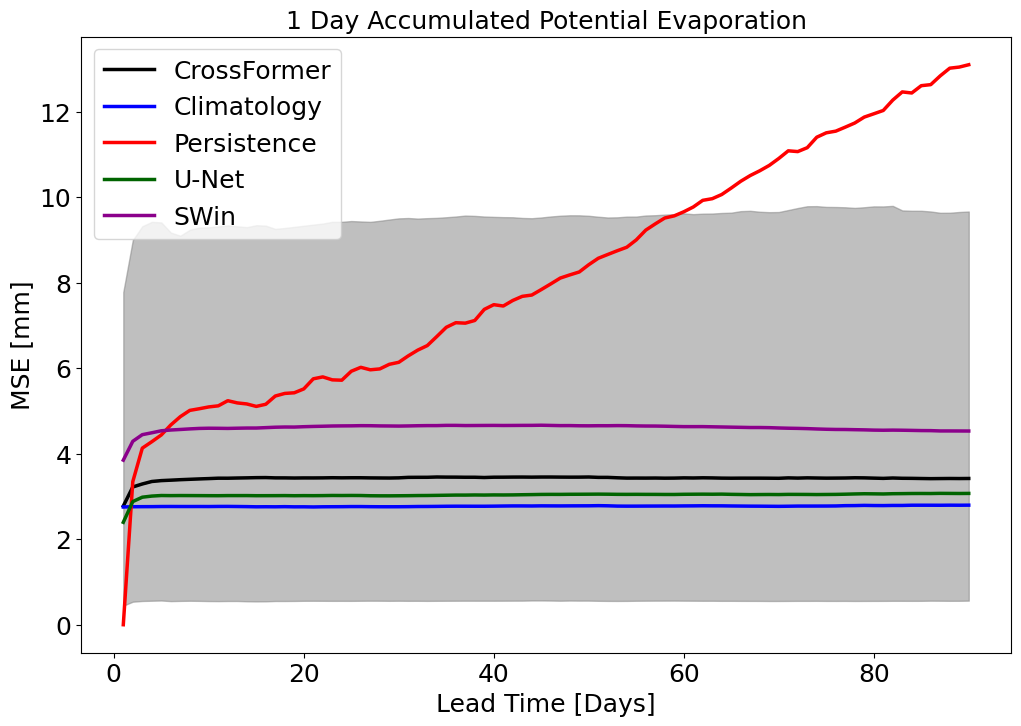 1 Day Accumulated Potential Evaporation
CrossFormer
Climatology
Persistence
U-Net
SWin
MSE [mm]
12
10
8
6
4
2
0
0 20 40 60 80
Lead Time [Days]